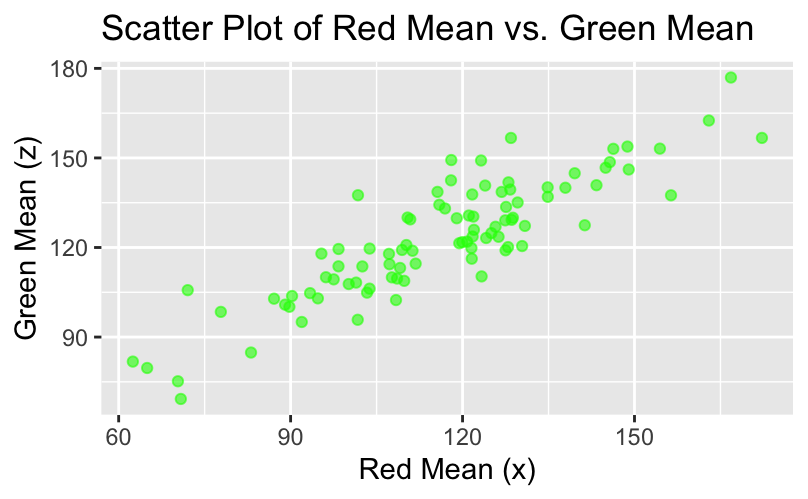 Scatter Plot of Red Mean vs. Green Mean
180
150
120
90
Green Mean (z)
60 90 120 150
Red Mean (x)